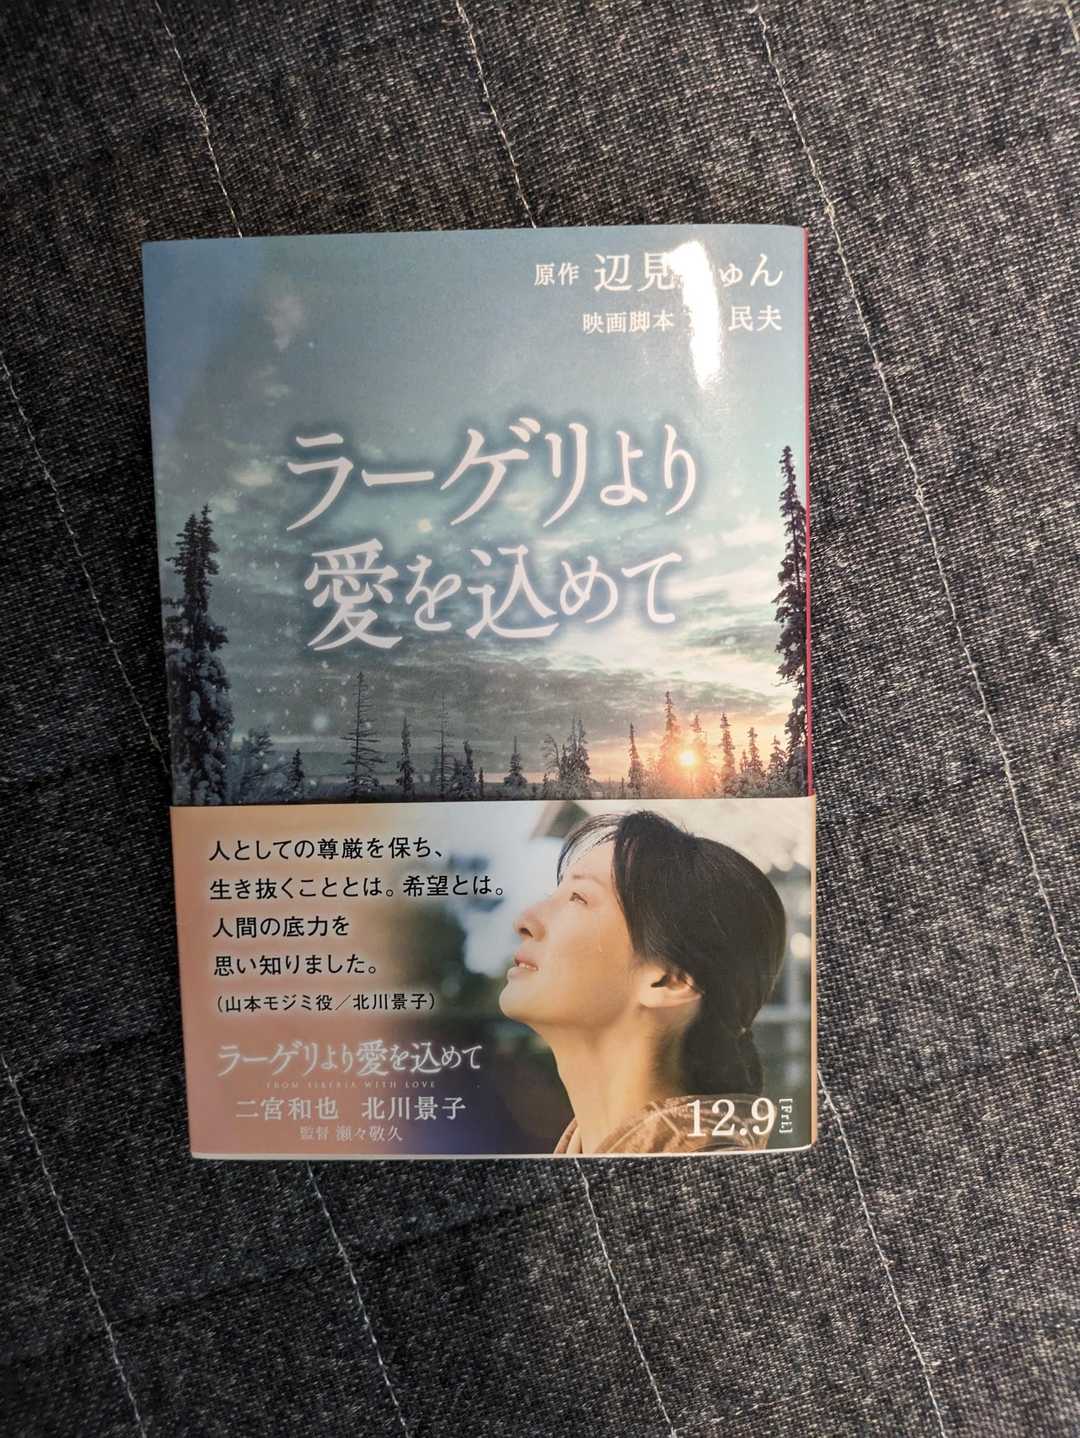 原作 辺見 ゅん
映画脚本 民夫
ラーゲリより
愛を込めて
人としての尊厳を保ち、
生き抜くこととは。希望とは。
人間の底力を
思い知りました。
（山本モジミ役／北川景子）
ラーゲリより愛を込めて
FROM SIBERIA WITH LOVE
二宮和也 北川景子
監督 瀬々敬久
12.9 [Fri.]